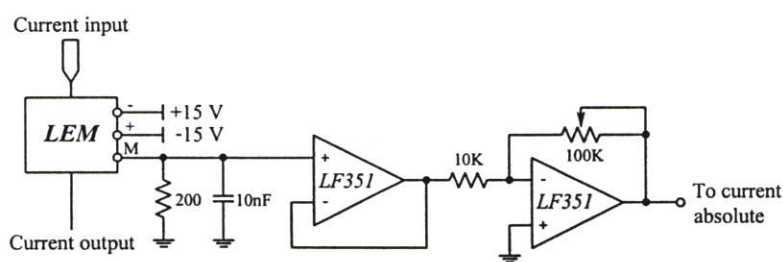 Current input
- +15 V
LEM + -15 V
M
10K
100K
+
LF351
-
-
LF351
+
200
10nF
To current
absolute
Current output